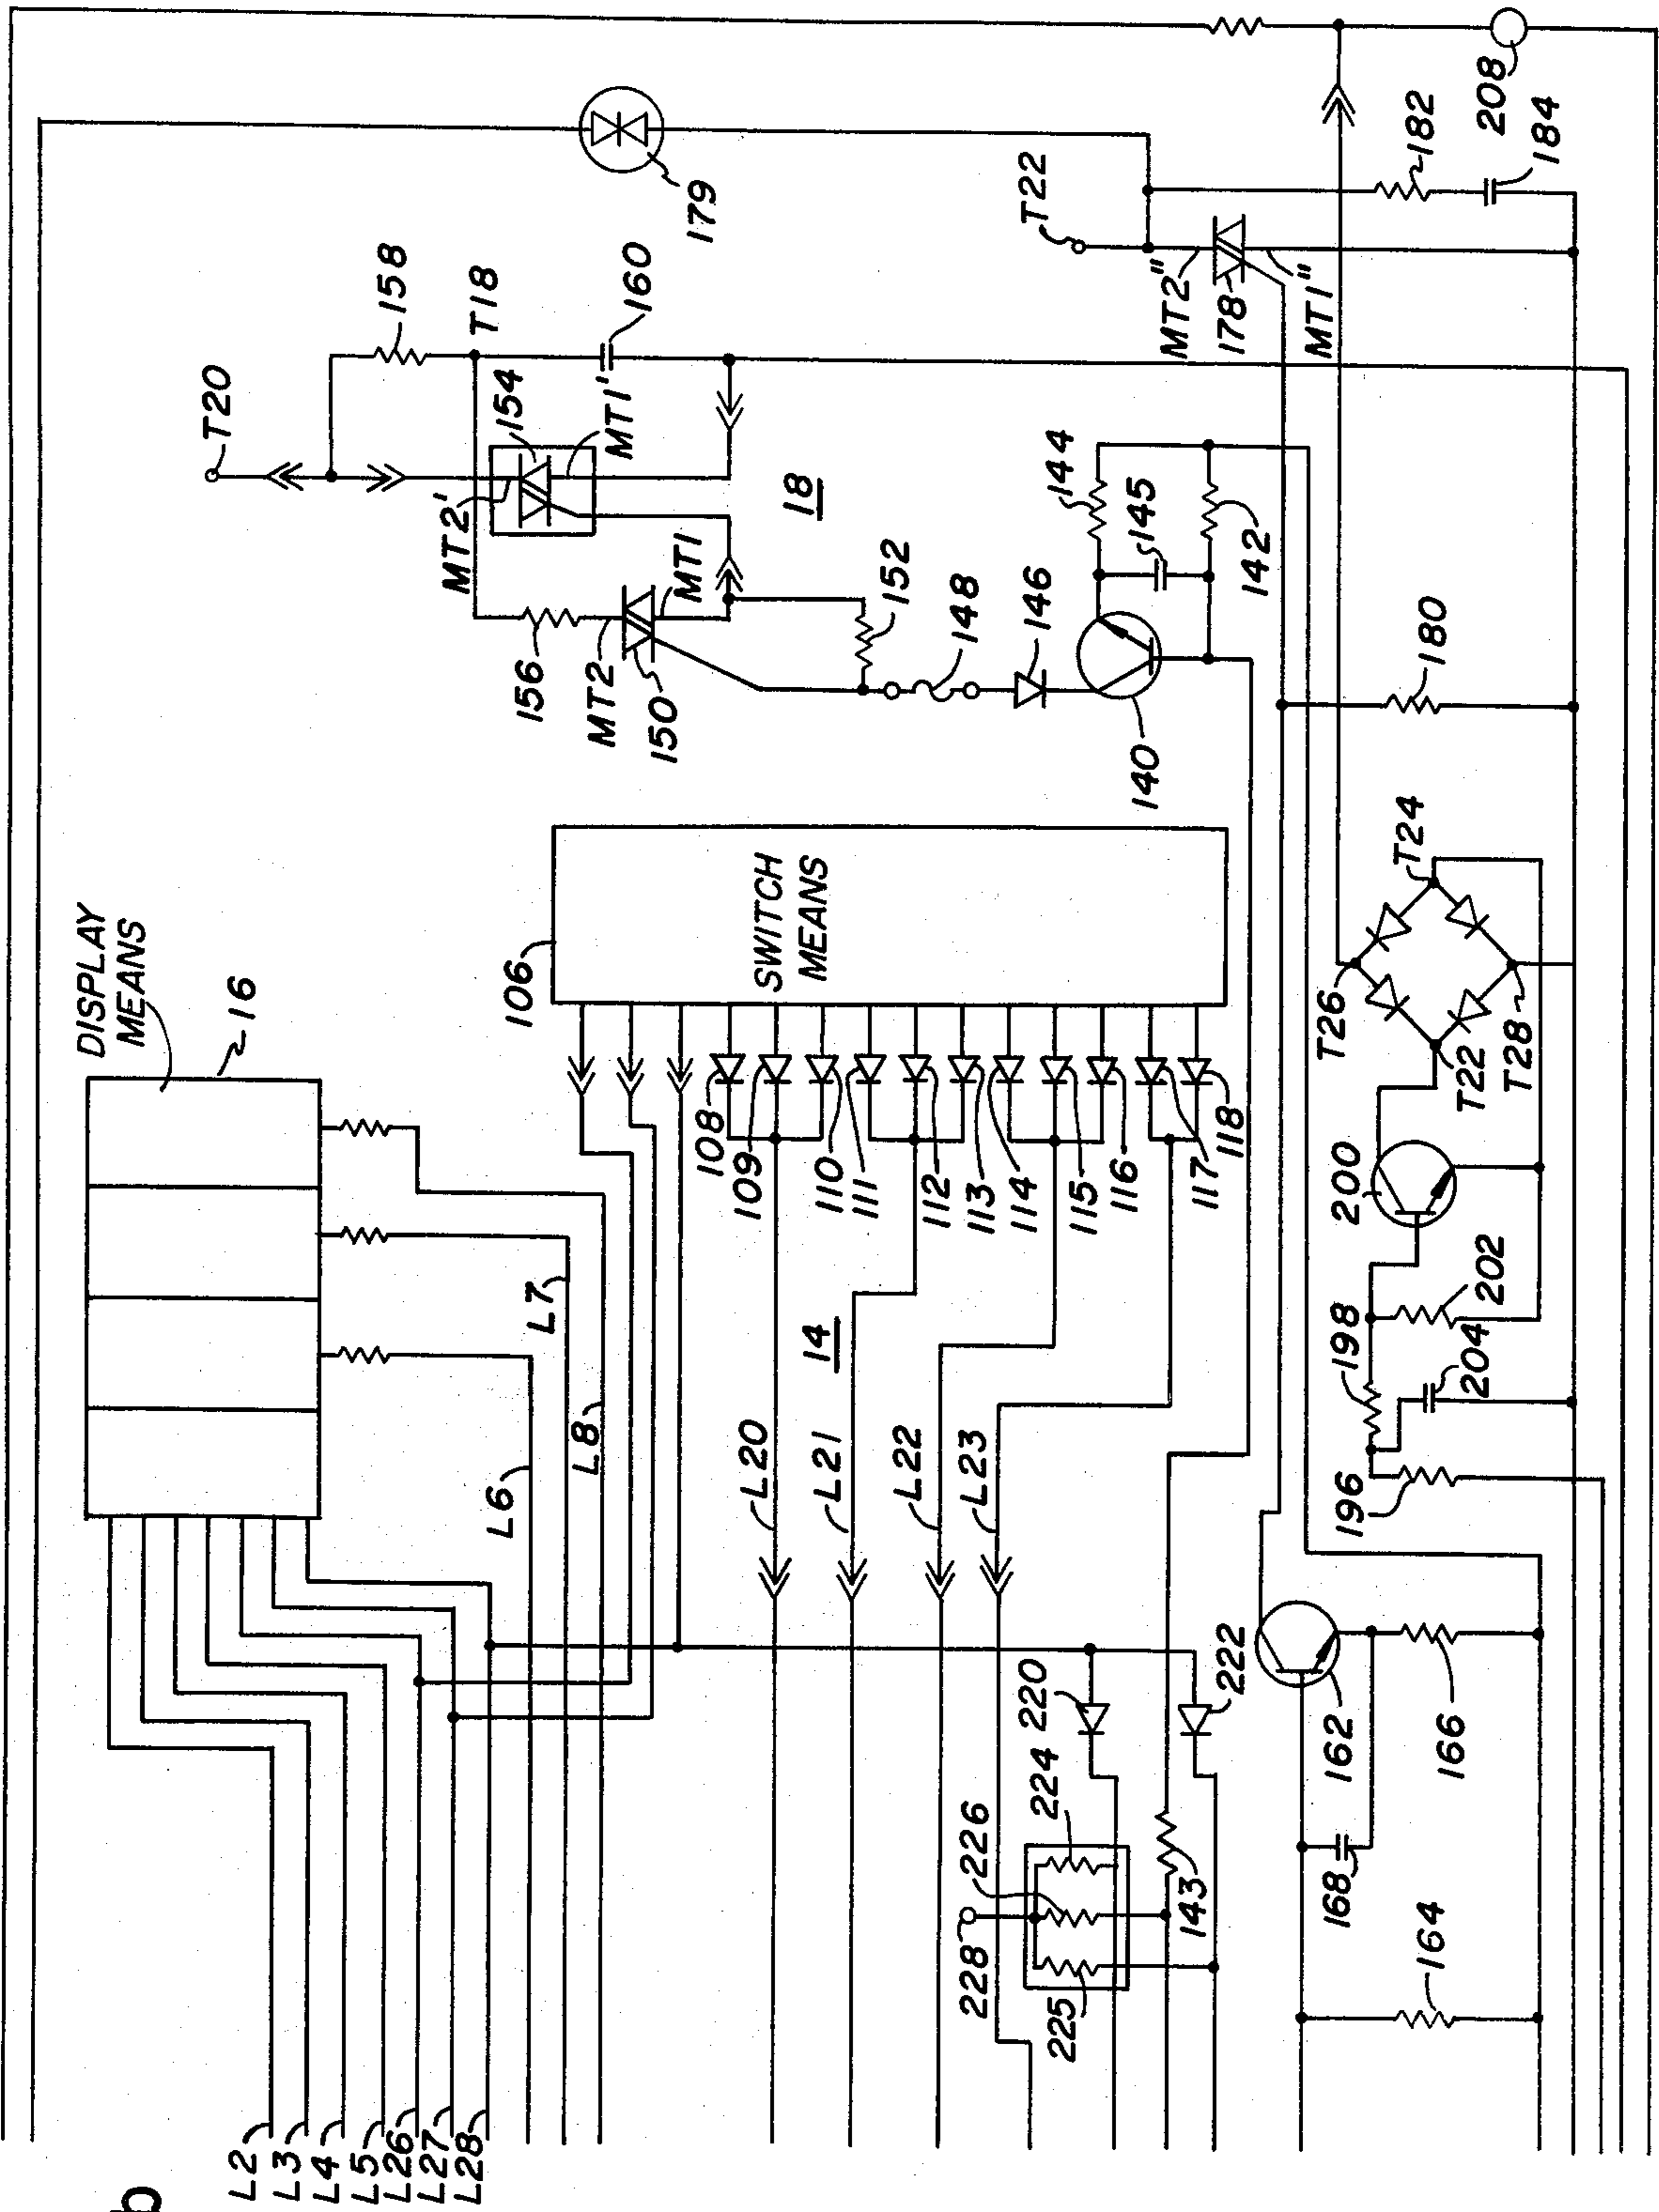 DISPLAY
MEANS
16
T20
158
T18
154
MT2'
MT1'
160
156
MT2
150
MT1
18
152
148
146
140
144
145
142
179
T22
MT2"
178
MT1"
182
184
208
180
106
SWITCH
MEANS
108
109
110
111
112
113
114
115
116
117
118
L6
L7
L8
14
L20
L21
L22
L23
L2
L3
L4
L5
L26
L27
L28
228
226
224
225
220
222
143
162
164
166
168
196
198
204
202
200
T22
T24
T26
T28
b